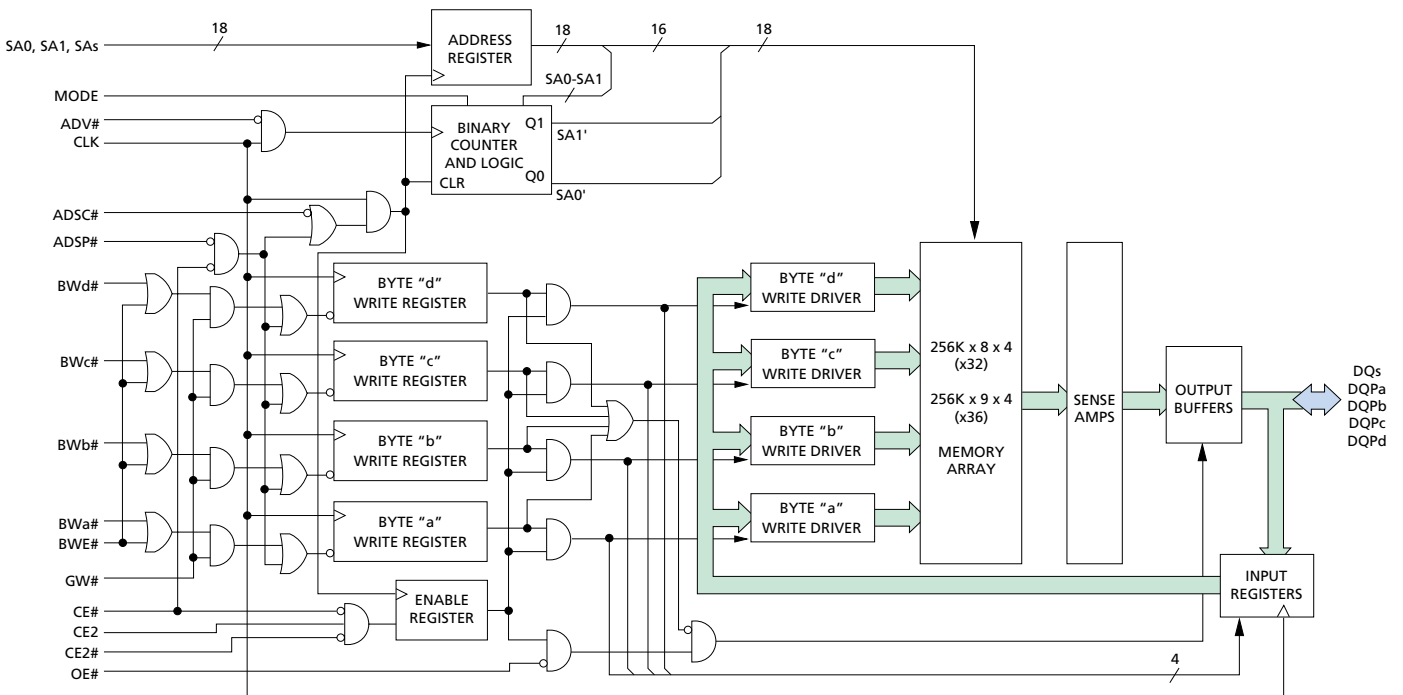 SA0, SA1, SAs
18
ADDRESS
REGISTER
18
16
18
SA0-SA1
MODE
ADV#
CLK
BINARY
COUNTER
AND LOGIC
CLR
Q1
Q0
SA1'
SA0'
ADSC#
ADSP#
BWd#
BWc#
BWb#
BWa#
BWE#
GW#
CE#
CE2
CE2#
OE#
BYTE “d”
WRITE REGISTER
BYTE “c”
WRITE REGISTER
BYTE “b”
WRITE REGISTER
BYTE “a”
WRITE REGISTER
ENABLE
REGISTER
BYTE “d”
WRITE DRIVER
BYTE “c”
WRITE DRIVER
BYTE “b”
WRITE DRIVER
BYTE “a”
WRITE DRIVER
256K x 8 x 4
(x32)
256K x 9 x 4
(x36)
MEMORY
ARRAY
SENSE
AMPS
OUTPUT
BUFFERS
DQs
DQPa
DQPb
DQPc
DQPd
INPUT
REGISTERS
4